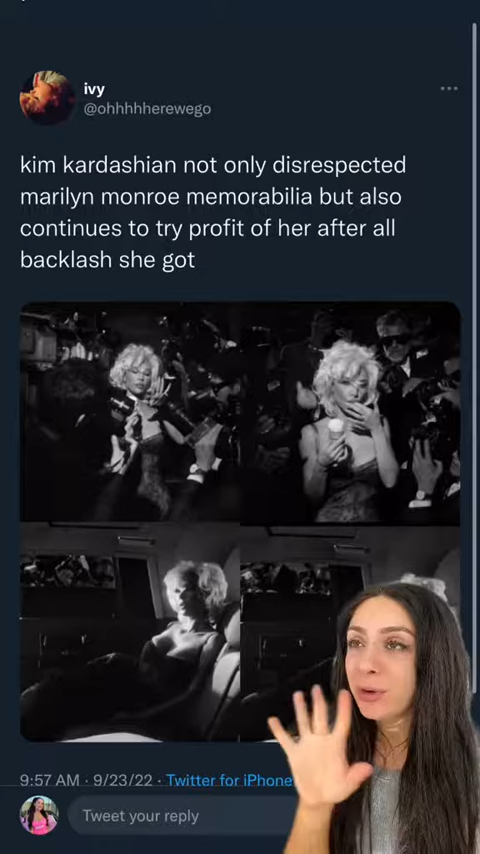 ivy
@ohhhhherewego
kim kardashian not only disrespected
marilyn monroe memorabilia but also
continues to try profit of her after all
backlash she got
9:57 AM · 9/23/22 · Twitter for iPhone
Tweet your reply